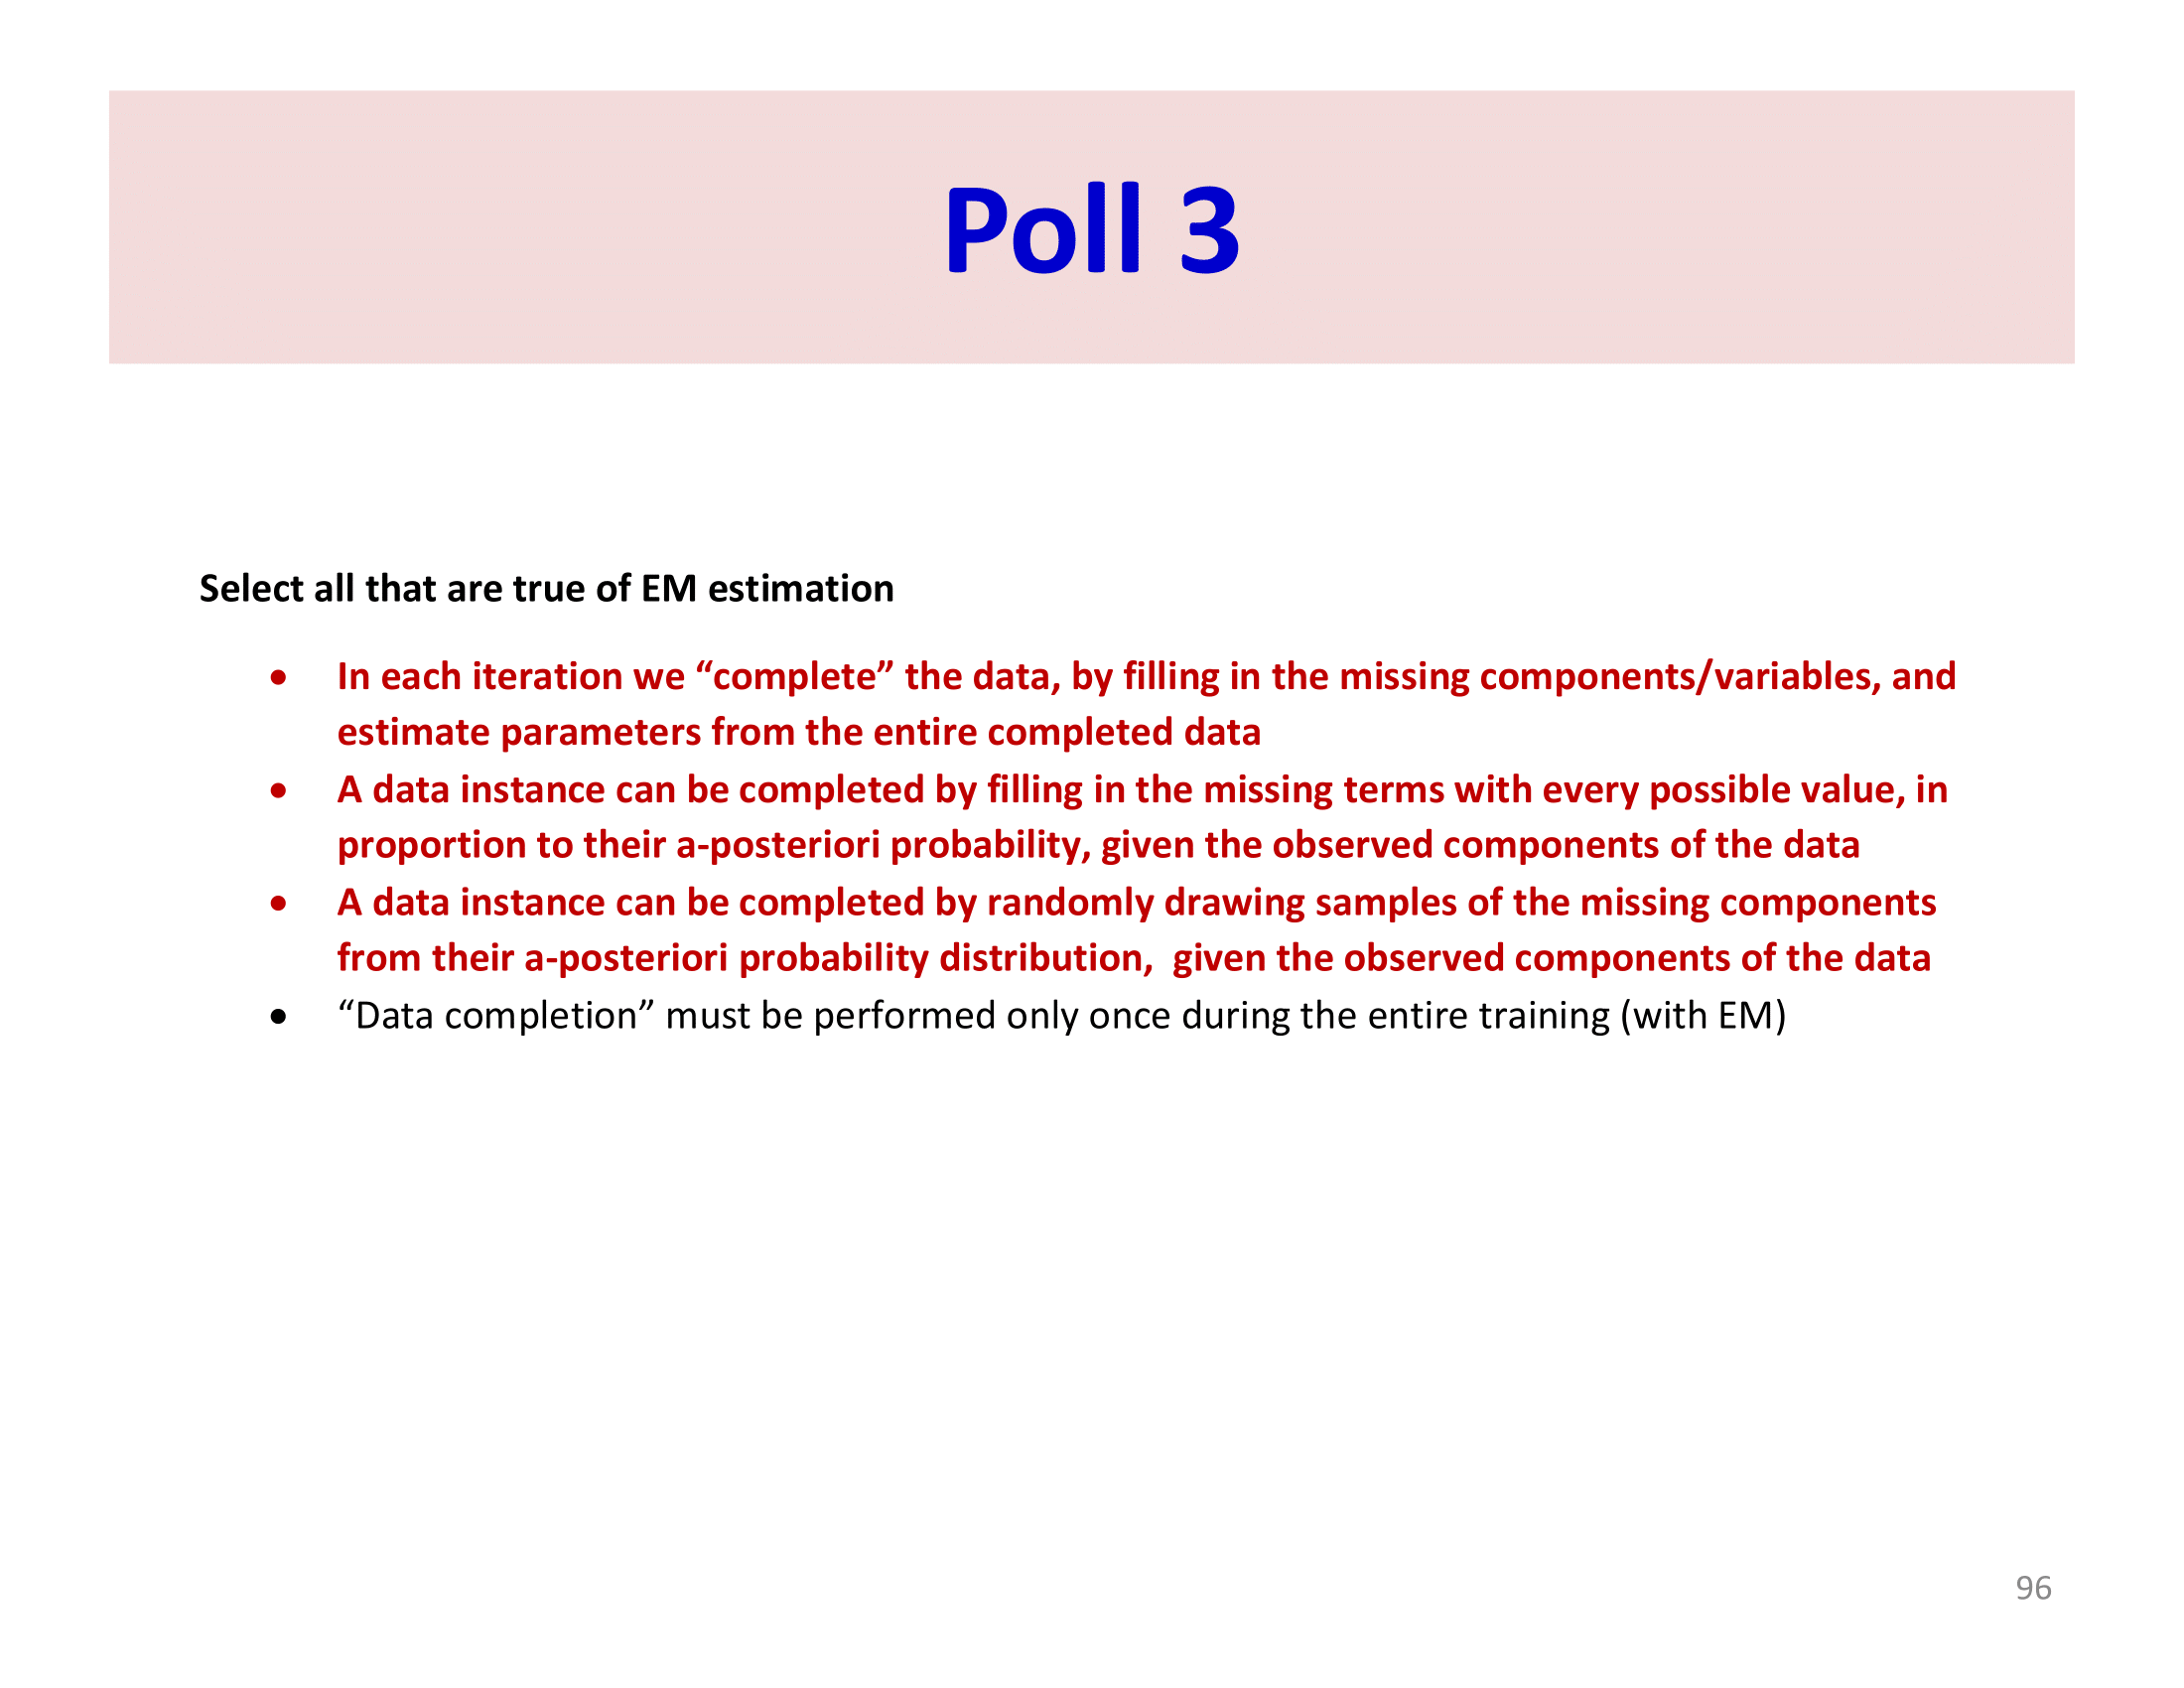 Poll 3
Select all that are true of EM estimation
• In each iteration we “complete” the data, by filling in the missing components/variables, and
estimate parameters from the entire completed data
• A data instance can be completed by filling in the missing terms with every possible value, in
proportion to their a-posteriori probability, given the observed components of the data
• A data instance can be completed by randomly drawing samples of the missing components
from their a-posteriori probability distribution,  given the observed components of the data
• “Data completion” must be performed only once during the entire training (with EM)
96